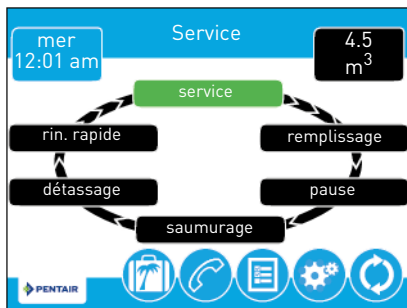 mer
12:01 am
Service
4.5
m³
service
rin. rapide
remplissage
détassage
pause
saumurage
PENTAIR